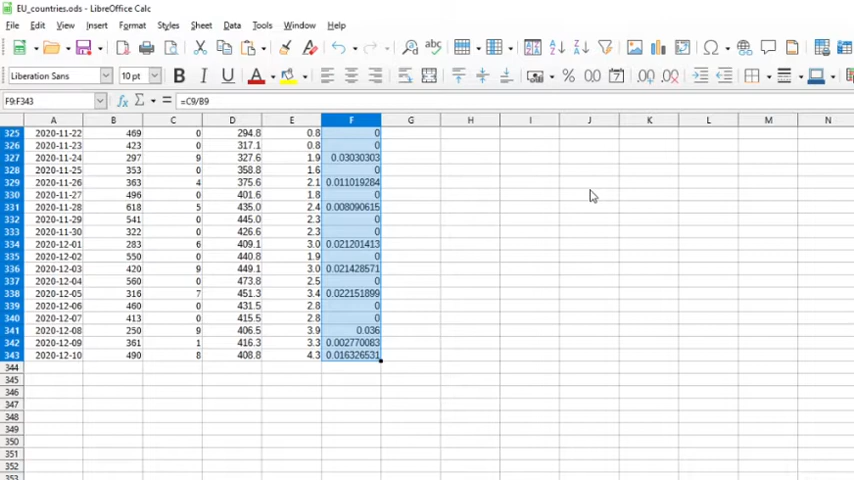 EU_countries.ods - LibreOffice Calc
File Edit View Insert Format Styles Sheet Data Tools Window Help
Liberation Sans 10 pt B I U A % 0.0 7 .00 .00
F9:F343 fx Σ = =C9/B9
A B C D E F G H I J K L M N
325 2020-11-22 469 0 294.8 0.8 0
326 2020-11-23 423 0 317.1 0.8 0
327 2020-11-24 297 9 327.6 1.9 0.03030303
328 2020-11-25 353 0 358.8 1.6 0
329 2020-11-26 363 4 375.6 2.1 0.011019284
330 2020-11-27 496 0 401.6 1.8 0
331 2020-11-28 618 5 435.0 2.4 0.008090615
332 2020-11-29 541 0 445.0 2.3 0
333 2020-11-30 322 0 426.6 2.3 0
334 2020-12-01 283 6 409.1 3.0 0.021201413
335 2020-12-02 550 0 440.8 1.9 0
336 2020-12-03 420 9 449.1 3.0 0.021428571
337 2020-12-04 560 0 473.8 2.5 0
338 2020-12-05 316 7 451.3 3.4 0.022151899
339 2020-12-06 460 0 431.5 2.8 0
340 2020-12-07 413 0 415.5 2.8 0
341 2020-12-08 250 9 406.5 3.9 0.036
342 2020-12-09 361 1 416.3 3.3 0.002770083
343 2020-12-10 490 8 408.8 4.3 0.016326531
344
345
346
347
348
349
350
351
352
353